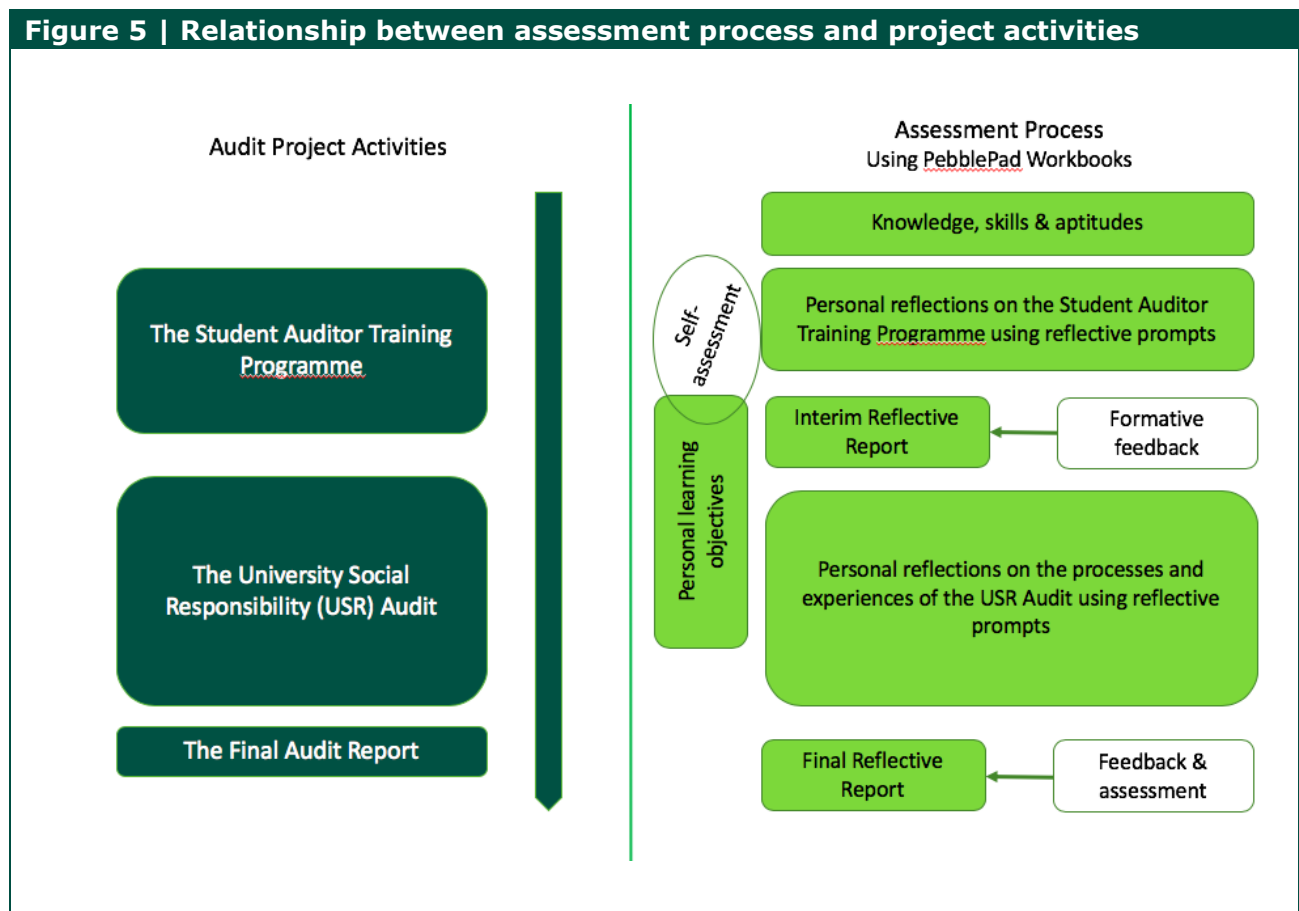 Figure 5 | Relationship between assessment process and project activities
Audit Project Activities
The Student Auditor Training
Programme
The University Social
Responsibility (USR) Audit
The Final Audit Report
Assessment Process
Using PebblePad Workbooks
Knowledge, skills & aptitudes
Self-
assessment
Personal reflections on the Student Auditor
Training Programme using reflective prompts
Personal learning
objectives
Interim Reflective
Report
Formative
feedback
Personal reflections on the processes and
experiences of the USR Audit using reflective
prompts
Final Reflective
Report
Feedback &
assessment